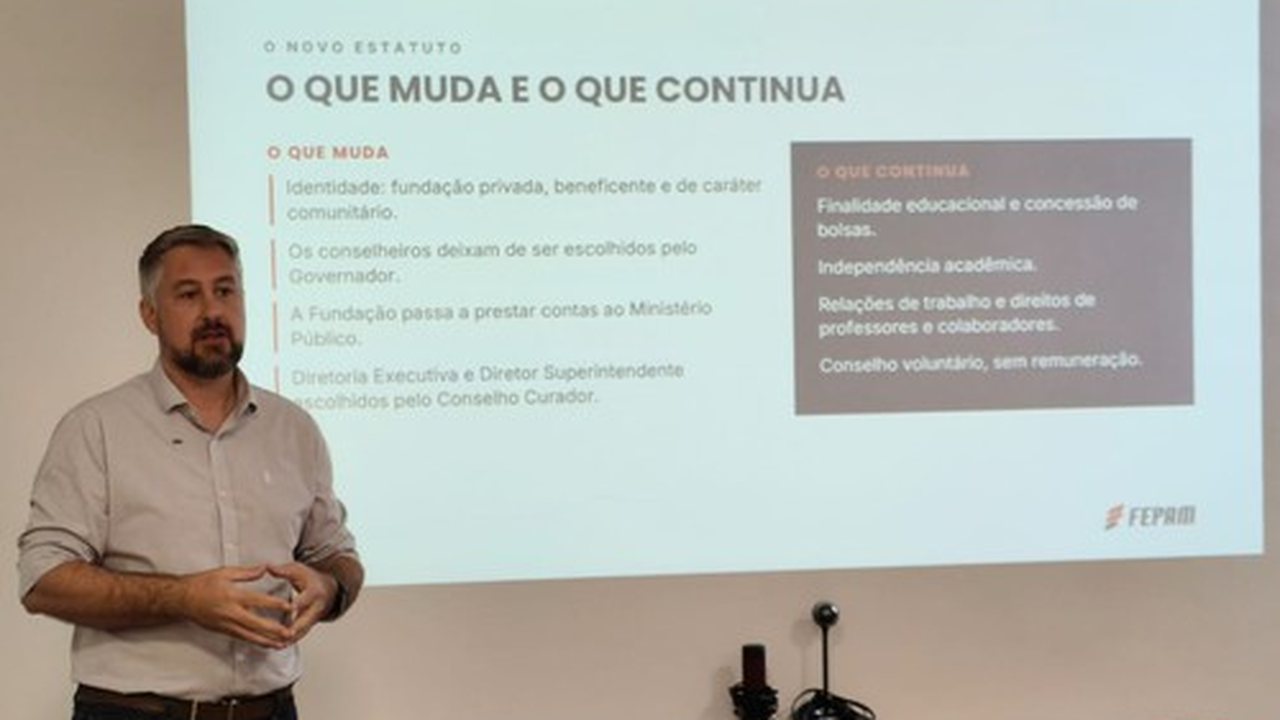 O NOVO ESTATUTO
O QUE MUDA E O QUE CONTINUA
O QUE MUDA
Identidade: fundação privada, beneficente e de caráter
comunitário.
Os conselheiros deixam de ser escolhidos pelo
Governador.
A Fundação passa a prestar contas ao Ministério
Público.
Diretoria Executiva e Diretor Superintendente
escolhidos pelo Conselho Curador.
O QUE CONTINUA
Finalidade educacional e concessão de
bolsas.
Independência acadêmica.
Relações de trabalho e direitos de
professores e colaboradores.
Conselho voluntário, sem remuneração.
FEPAM